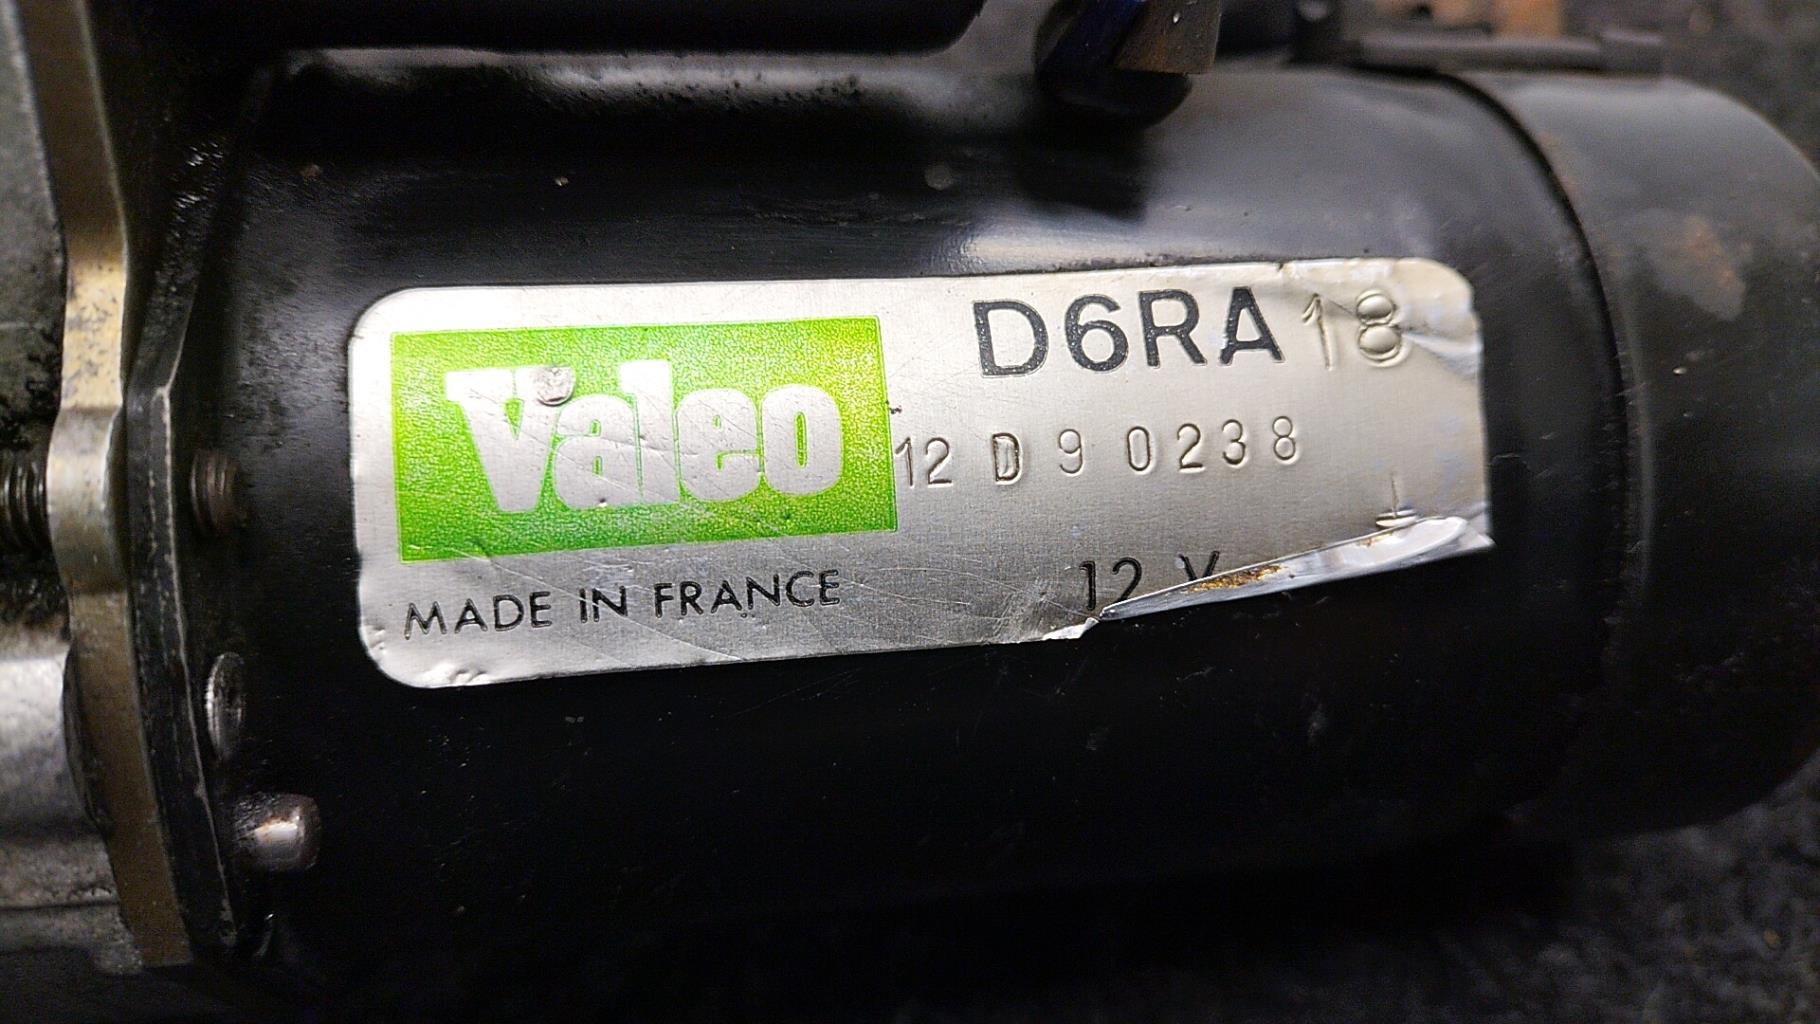 Valeo
D6RA 18
12 D 9 0238
MADE IN FRANCE
12 V